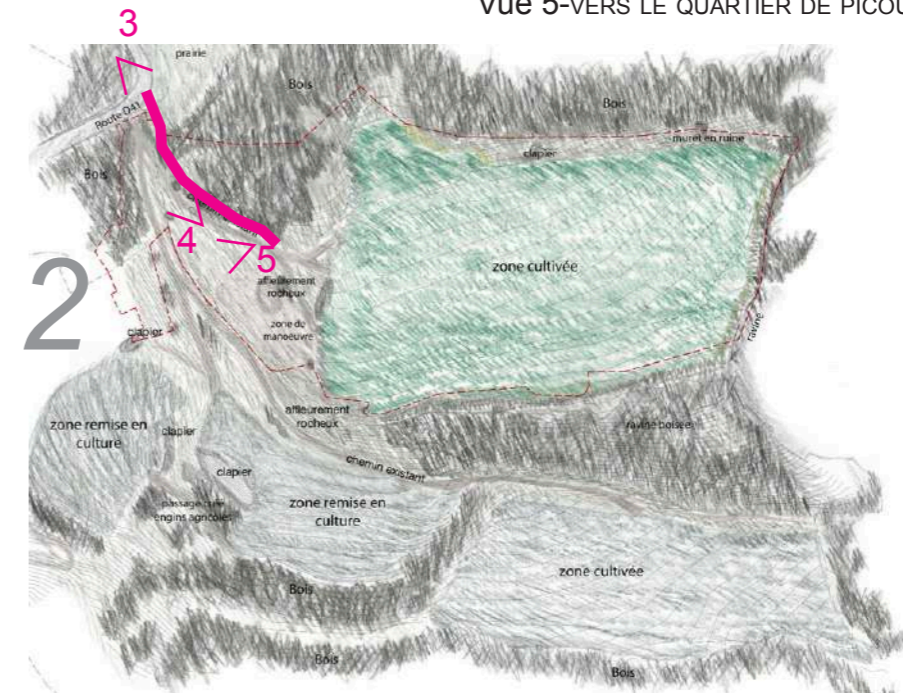 Vue 5-VERS LE QUARTIER DE PICOU
3
prairie
Route D41
Bois
Bois
Bois
clapier
muret en ruine
4
5
zone cultivée
affleurement
rocheux
2
zone de
manoeuvre
clapier
ravine
affleurement
rocheux
ravine boisée
zone remise en
culture
clapier
clapier
chemin existant
passage
engins agricoles
zone remise en
culture
zone cultivée
Bois
Bois
Bois